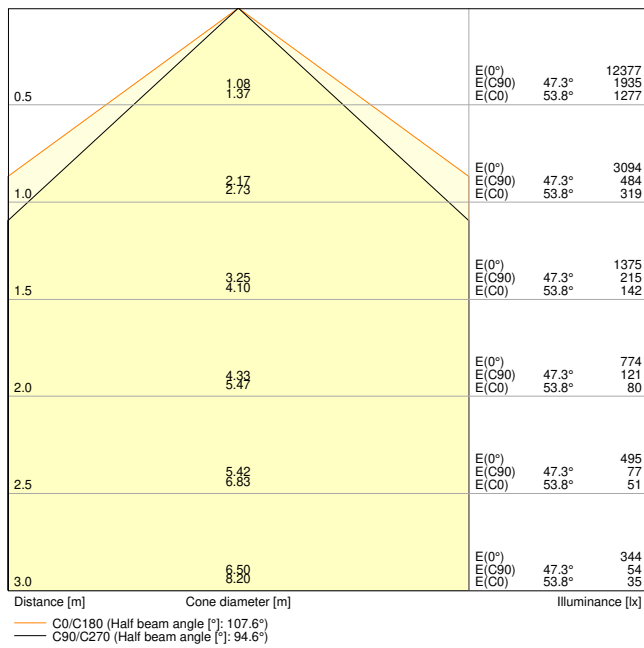 E(0°) 12377
1.08 E(C90) 47.3° 1935
0.5 1.37 E(C0) 53.8° 1277
E(0°) 3094
2.17 E(C90) 47.3° 484
1.0 2.73 E(C0) 53.8° 319
E(0°) 1375
3.25 E(C90) 47.3° 215
1.5 4.10 E(C0) 53.8° 142
E(0°) 774
4.33 E(C90) 47.3° 121
2.0 5.47 E(C0) 53.8° 80
E(0°) 495
5.42 E(C90) 47.3° 77
2.5 6.83 E(C0) 53.8° 51
E(0°) 344
6.50 E(C90) 47.3° 54
3.0 8.20 E(C0) 53.8° 35
Distance [m] Cone diameter [m] Illuminance [lx]
C0/C180 (Half beam angle [°]: 107.6°)
C90/C270 (Half beam angle [°]: 94.6°)